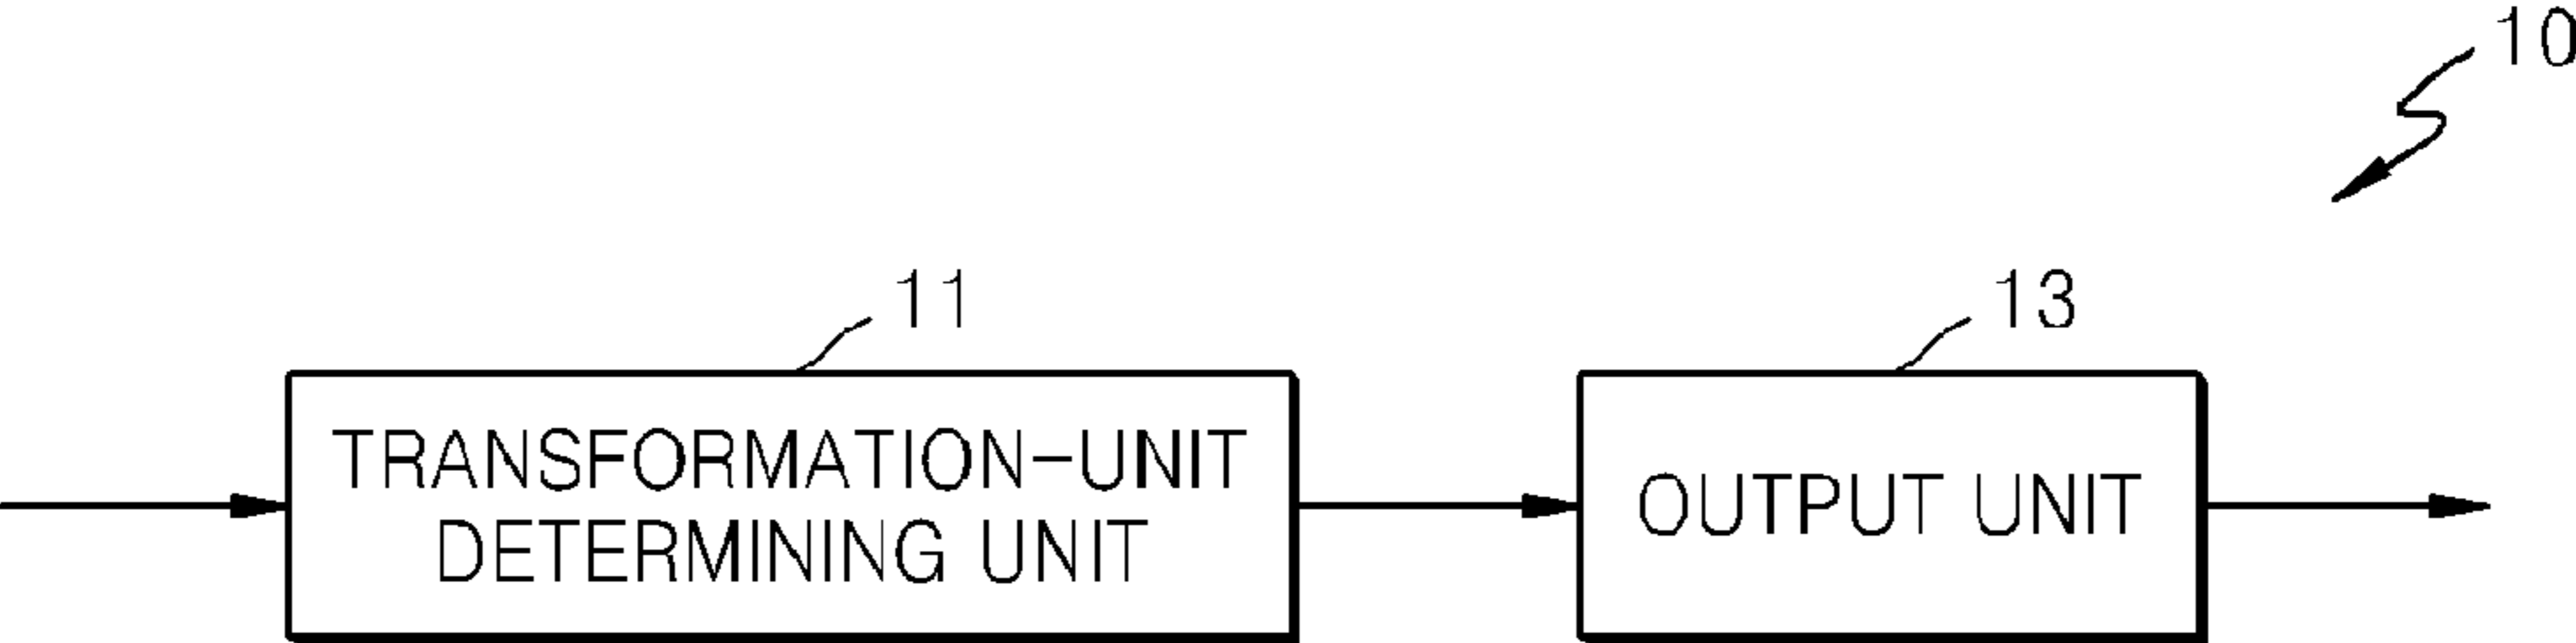 10
11
13
TRANSFORMATION-UNIT
DETERMINING UNIT
OUTPUT UNIT